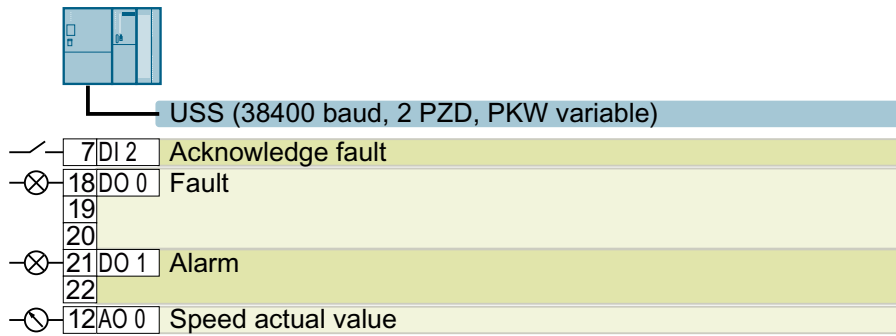 USS (38400 baud, 2 PZD, PKW variable)
7 DI 2 Acknowledge fault
18 DO 0 Fault
19
20
21 DO 1 Alarm
22
12 AO 0 Speed actual value